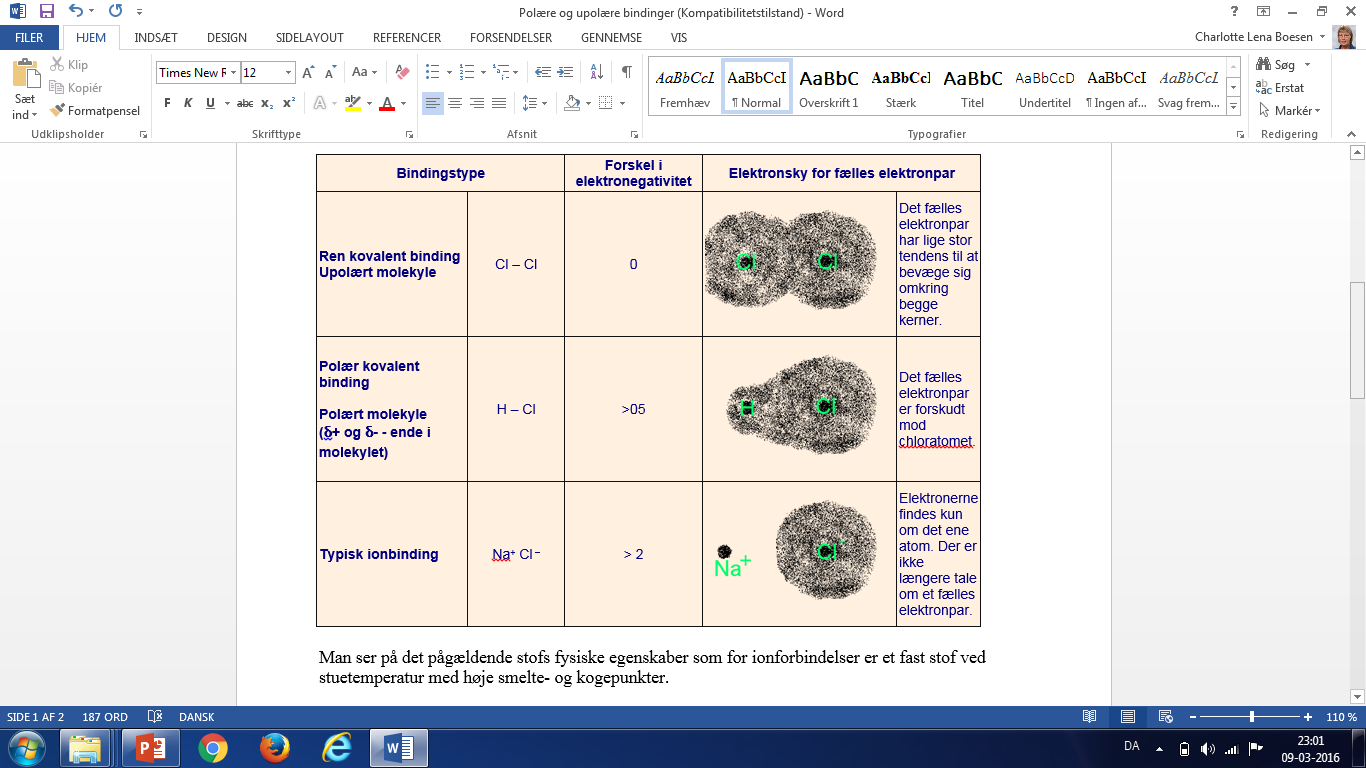 Polære og upolære bindinger (Kompatibilitetstilstand) - Word
FILER HJEM INDSÆT DESIGN SIDELAYOUT REFERENCER FORSENDELSER GENNEMSE VIS
Charlotte Lena Boesen
Sæt ind
Klip
Kopiér
Formatpensel
Udklipsholder
Times New R 12
F K U abc x₂ x²
Skrifttype
Afsnit
AaBbCcL AaBbCcI AaBbC AaBbCcl AaBbC AaBbCcD AaBbCcI AaBbCcL
Fremhæv ¶ Normal Overskrift 1 Stærk Titel Undertitel ¶ Ingen af... Svag frem...
Typografier
Søg
Erstat
Markér
Redigering
Bindingstype
Forskel i
elektronegativitet
Elektronsky for fælles elektronpar
Ren kovalent binding
Upolært molekyle
Cl – Cl
0
Cl Cl
Det fælles
elektronpar
har lige stor
tendens til at
bevæge sig
omkring
begge
kerner.
Polær kovalent
binding
Polært molekyle
(δ+ og δ- - ende i
molekylet)
H – Cl
>05
H Cl
Det fælles
elektronpar
er forskudt
mod
chloratomet.
Typisk ionbinding
Na⁺ Cl⁻
> 2
Na⁺ Cl⁻
Elektronerne
findes kun
om det ene
atom. Der er
ikke
længere tale
om et fælles
elektronpar.
Man ser på det pågældende stofs fysiske egenskaber som for ionforbindelser er et fast stof ved
stuetemperatur med høje smelte- og kogepunkter.
SIDE 1 AF 2 187 ORD DANSK
110 %
DA
23:01
09-03-2016